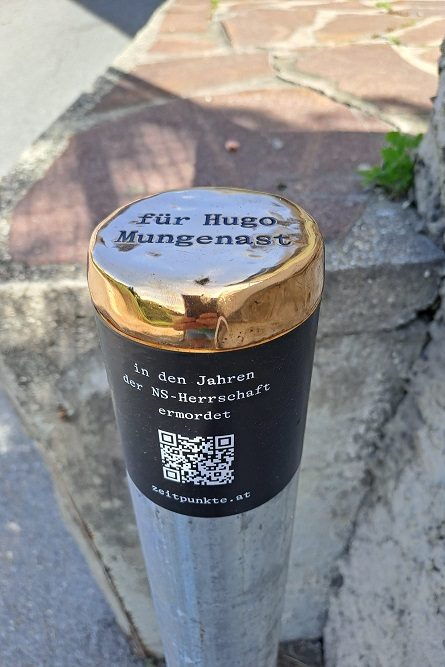 für Hugo
Mungenast
in den Jahren
der NS-Herrschaft
ermordet
zeitpunkte.at